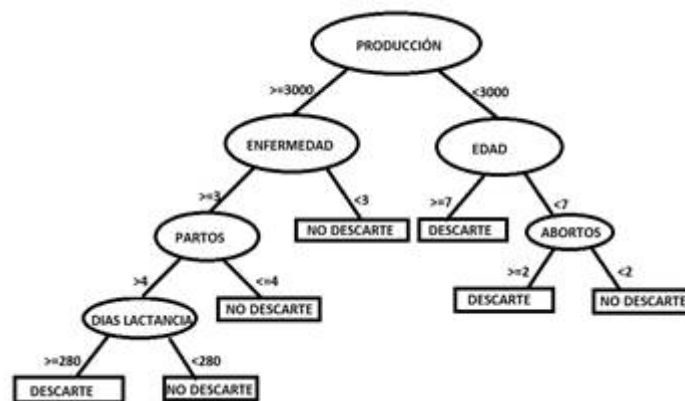 PRODUCCIÓN
>=3000
<3000
ENFERMEDAD
EDAD
>=3
<3
>=7
<7
PARTOS
NO DESCARTE
DESCARTE
ABORTOS
>4
<=4
>=2
<2
DIAS LACTANCIA
NO DESCARTE
DESCARTE
NO DESCARTE
>=280
<280
DESCARTE
NO DESCARTE